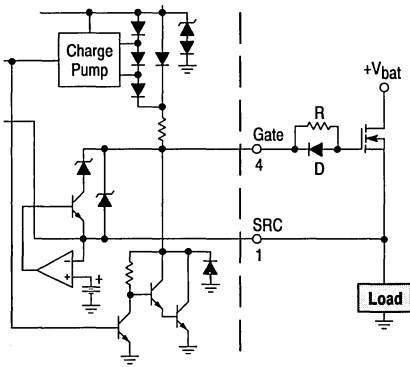 Charge
Pump
+Vbat
R
Gate
4
D
SRC
1
− +
+
Load